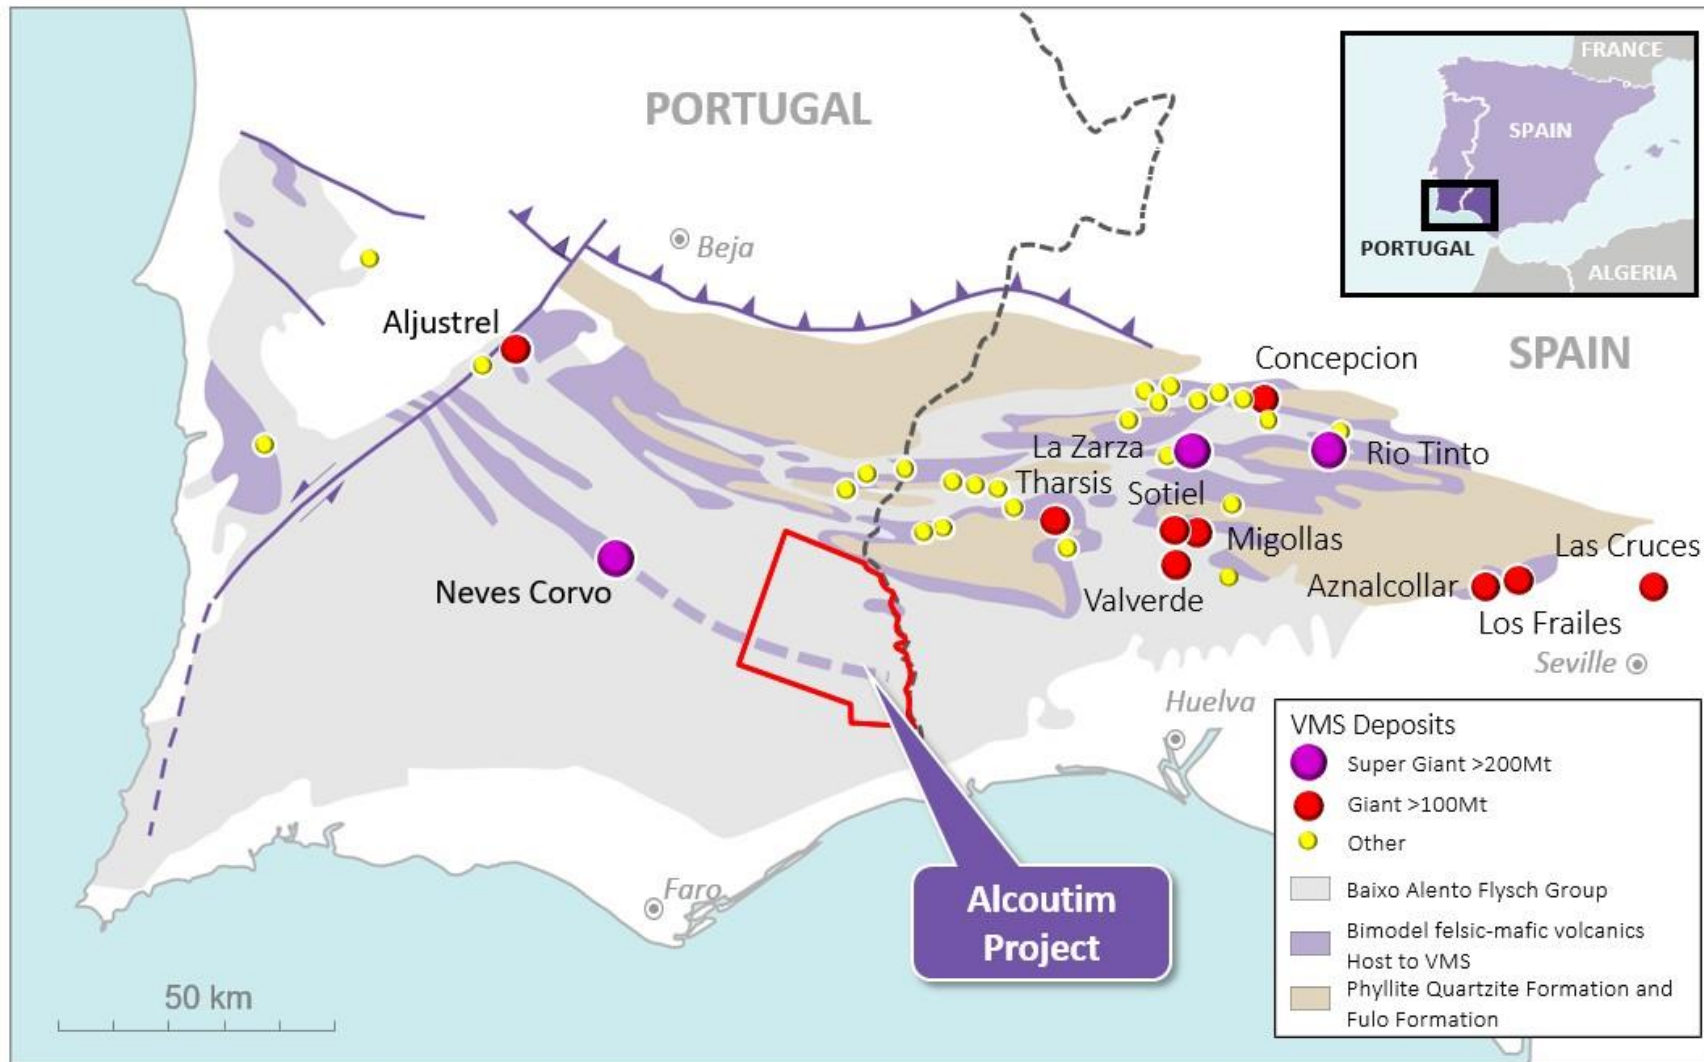 FRANCE
PORTUGAL
SPAIN
Beja
PORTUGAL
ALGERIA
Aljustrel
SPAIN
Concepcion
La Zarza
Rio Tinto
Tharsis
Sotiel
Migollas
Las Cruces
Neves Corvo
Valverde
Aznalcollar
Los Frailes
Seville
Huelva
VMS Deposits
Super Giant >200Mt
Giant >100Mt
Other
Baixo Alento Flysch Group
Bimodel felsic-mafic volcanics
Host to VMS
Phyllite Quartzite Formation and
Fulo Formation
Faro
Alcoutim
Project
50 km